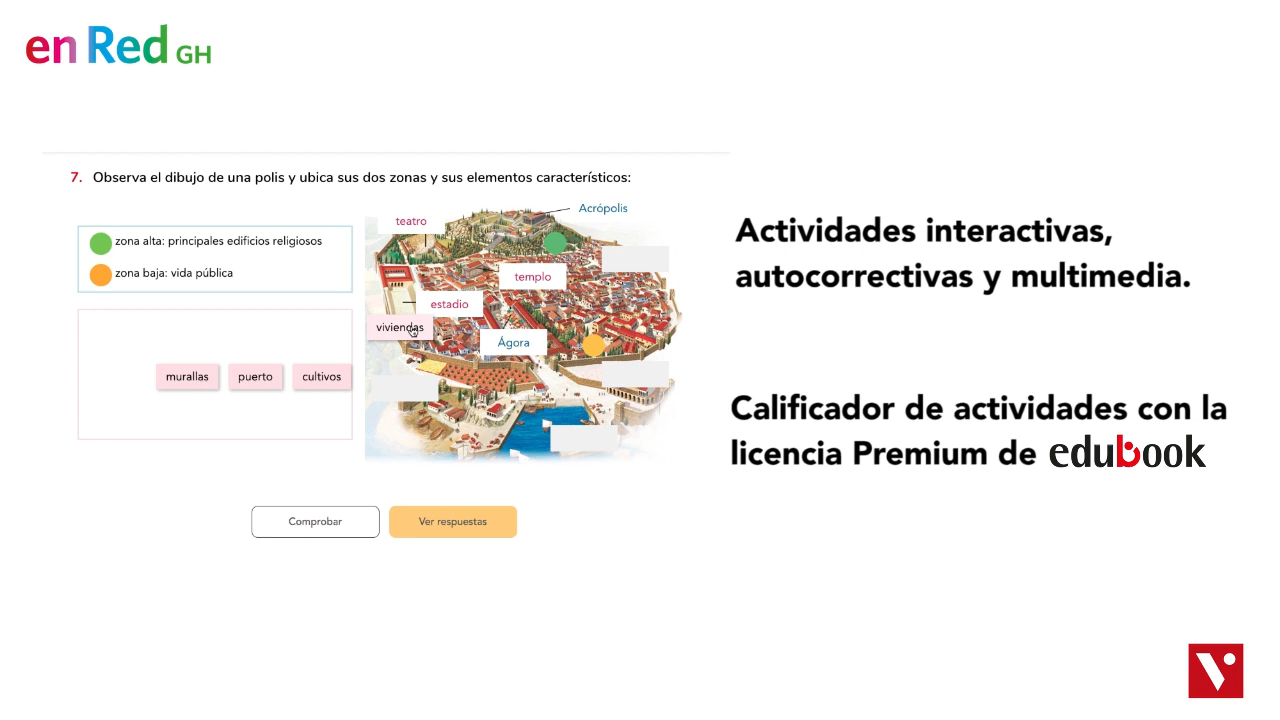 en Red GH
7. Observa el dibujo de una polis y ubica sus dos zonas y sus elementos característicos:
zona alta: principales edificios religiosos
zona baja: vida pública
murallas
puerto
cultivos
Acrópolis
teatro
templo
estadio
viviendas
Ágora
Comprobar
Ver respuestas
Actividades interactivas,
autocorrectivas y multimedia.
Calificador de actividades con la
licencia Premium de edubook